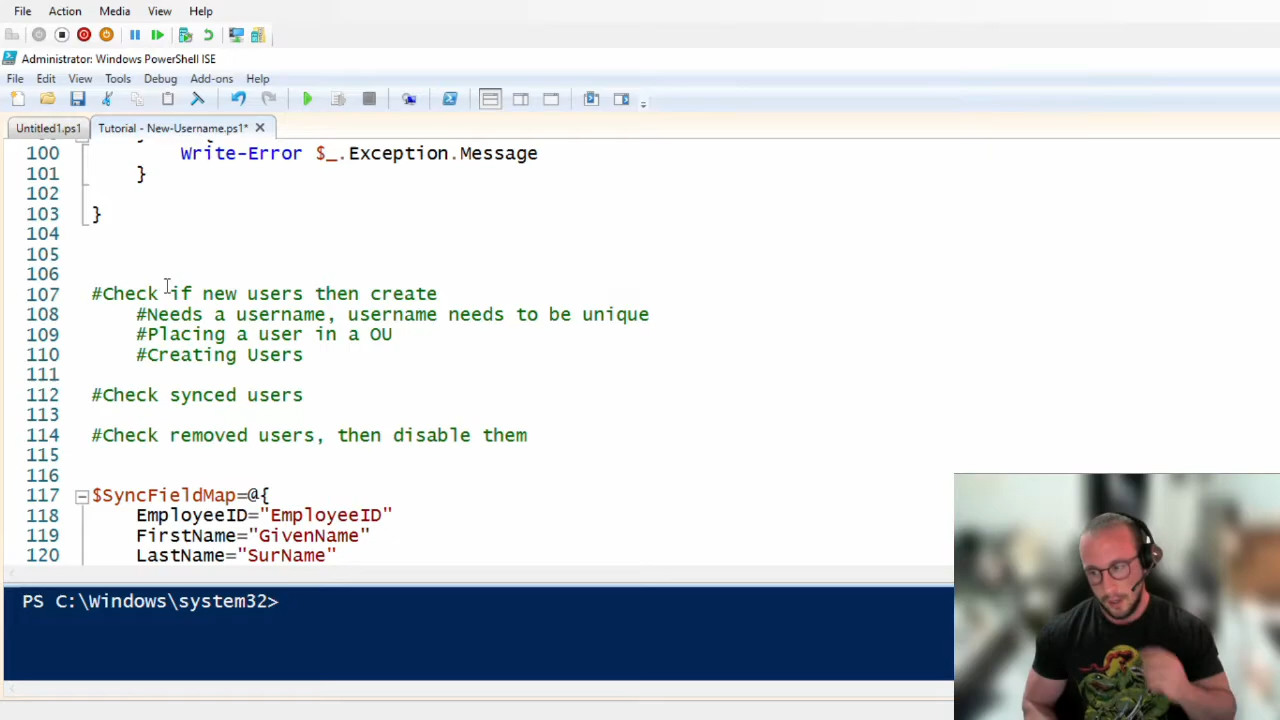 File Action Media View Help
Administrator: Windows PowerShell ISE
File Edit View Tools Debug Add-ons Help
Untitled1.ps1 Tutorial - New-Username.ps1*
100 Write-Error $_.Exception.Message
101 }
102
103 }
104
105
106
107 #Check if new users then create
108 #Needs a username, username needs to be unique
109 #Placing a user in a OU
110 #Creating Users
111
112 #Check synced users
113
114 #Check removed users, then disable them
115
116
117 $SyncFieldMap=@{
118 EmployeeID="EmployeeID"
119 FirstName="GivenName"
120 LastName="SurName"
PS C:\Windows\system32>